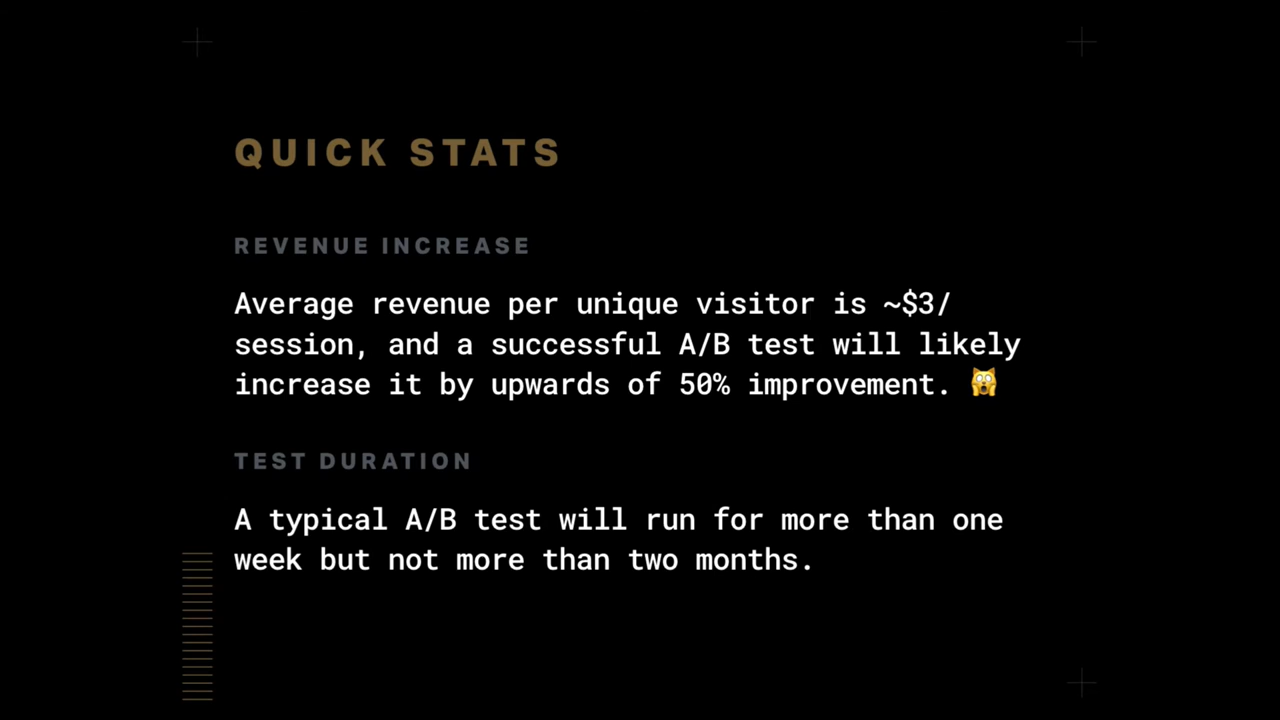 QUICK STATS
REVENUE INCREASE
Average revenue per unique visitor is ~$3/
session, and a successful A/B test will likely
increase it by upwards of 50% improvement. 🙀
TEST DURATION
A typical A/B test will run for more than one
week but not more than two months.